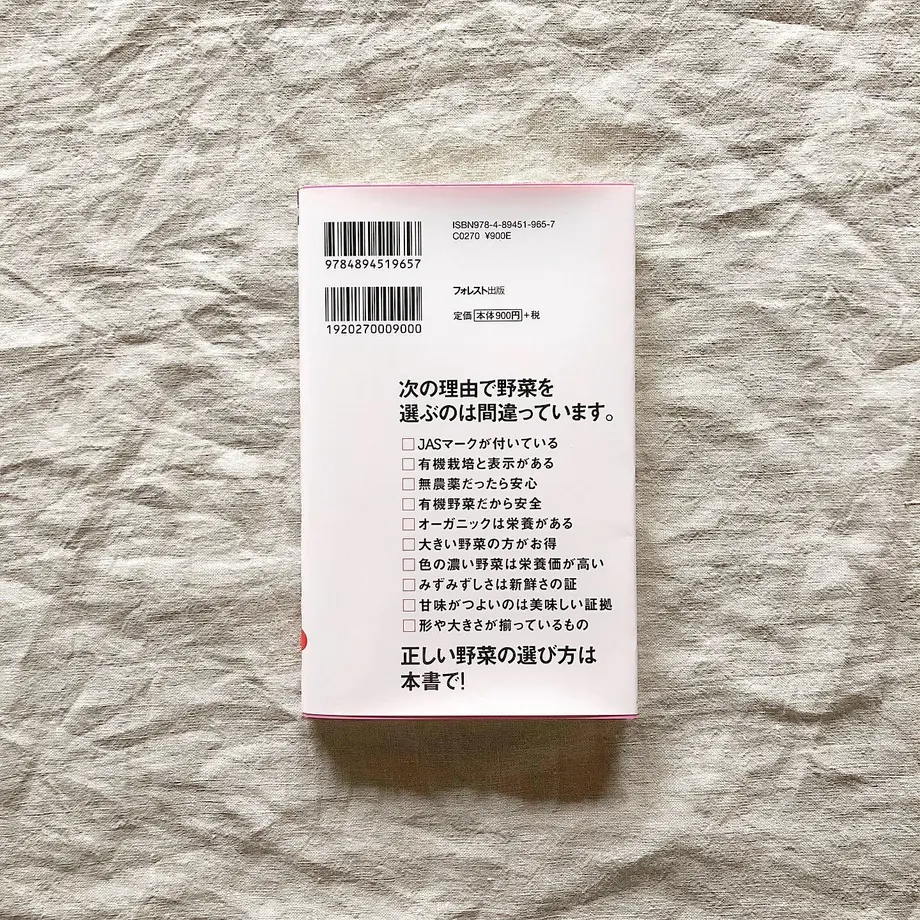 ISBN978-4-89451-965-7
C0270 ¥900E
9784894519657
フォレスト出版
定価 本体900円 +税
1920270009000
次の理由で野菜を
選ぶのは間違っています。
□JASマークが付いている
□有機栽培と表示がある
□無農薬だったら安心
□有機野菜だから安全
□オーガニックは栄養がある
□大きい野菜の方がお得
□色の濃い野菜は栄養価が高い
□みずみずしさは新鮮さの証
□甘味がつよいのは美味しい証拠
□形や大きさが揃っているもの
正しい野菜の選び方は
本書で!